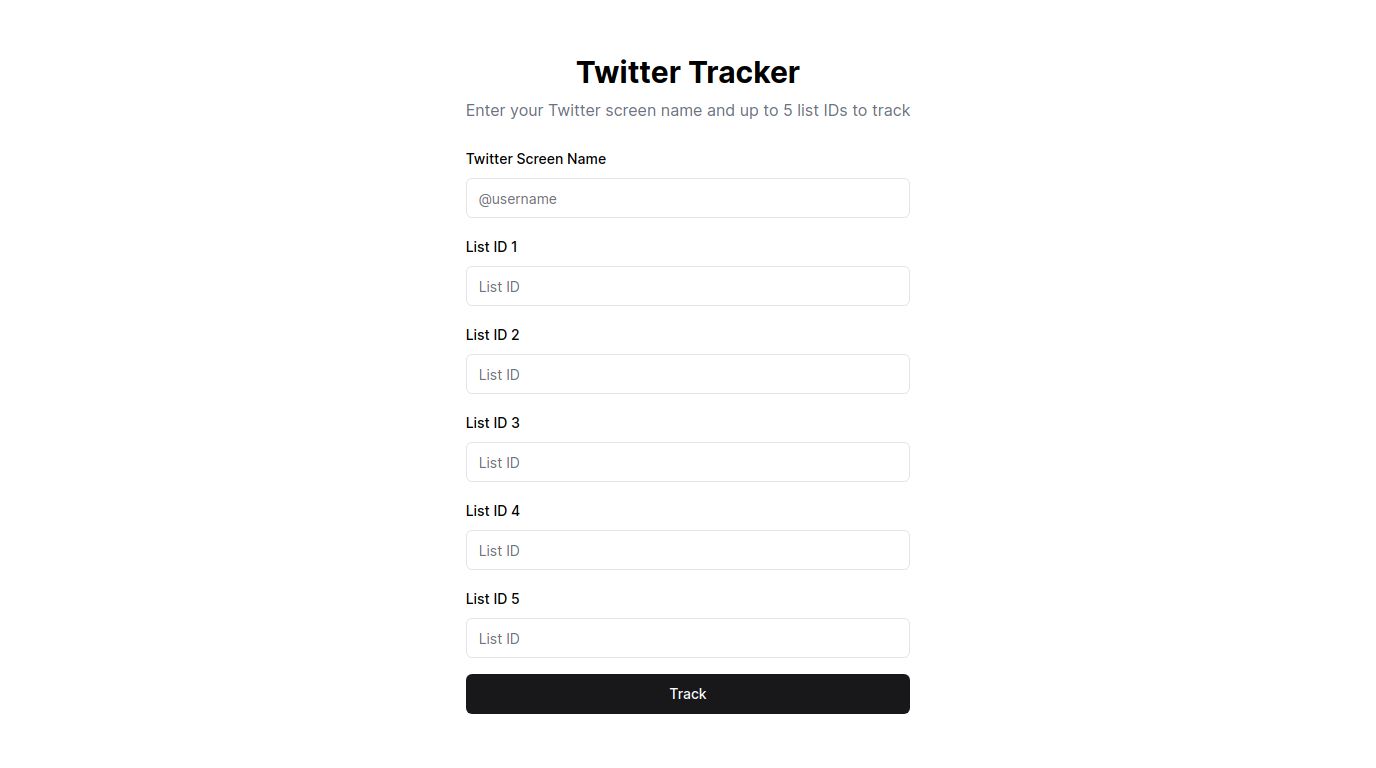 Twitter Tracker
Enter your Twitter screen name and up to 5 list IDs to track
Twitter Screen Name
@username
List ID 1
List ID
List ID 2
List ID
List ID 3
List ID
List ID 4
List ID
List ID 5
List ID
Track